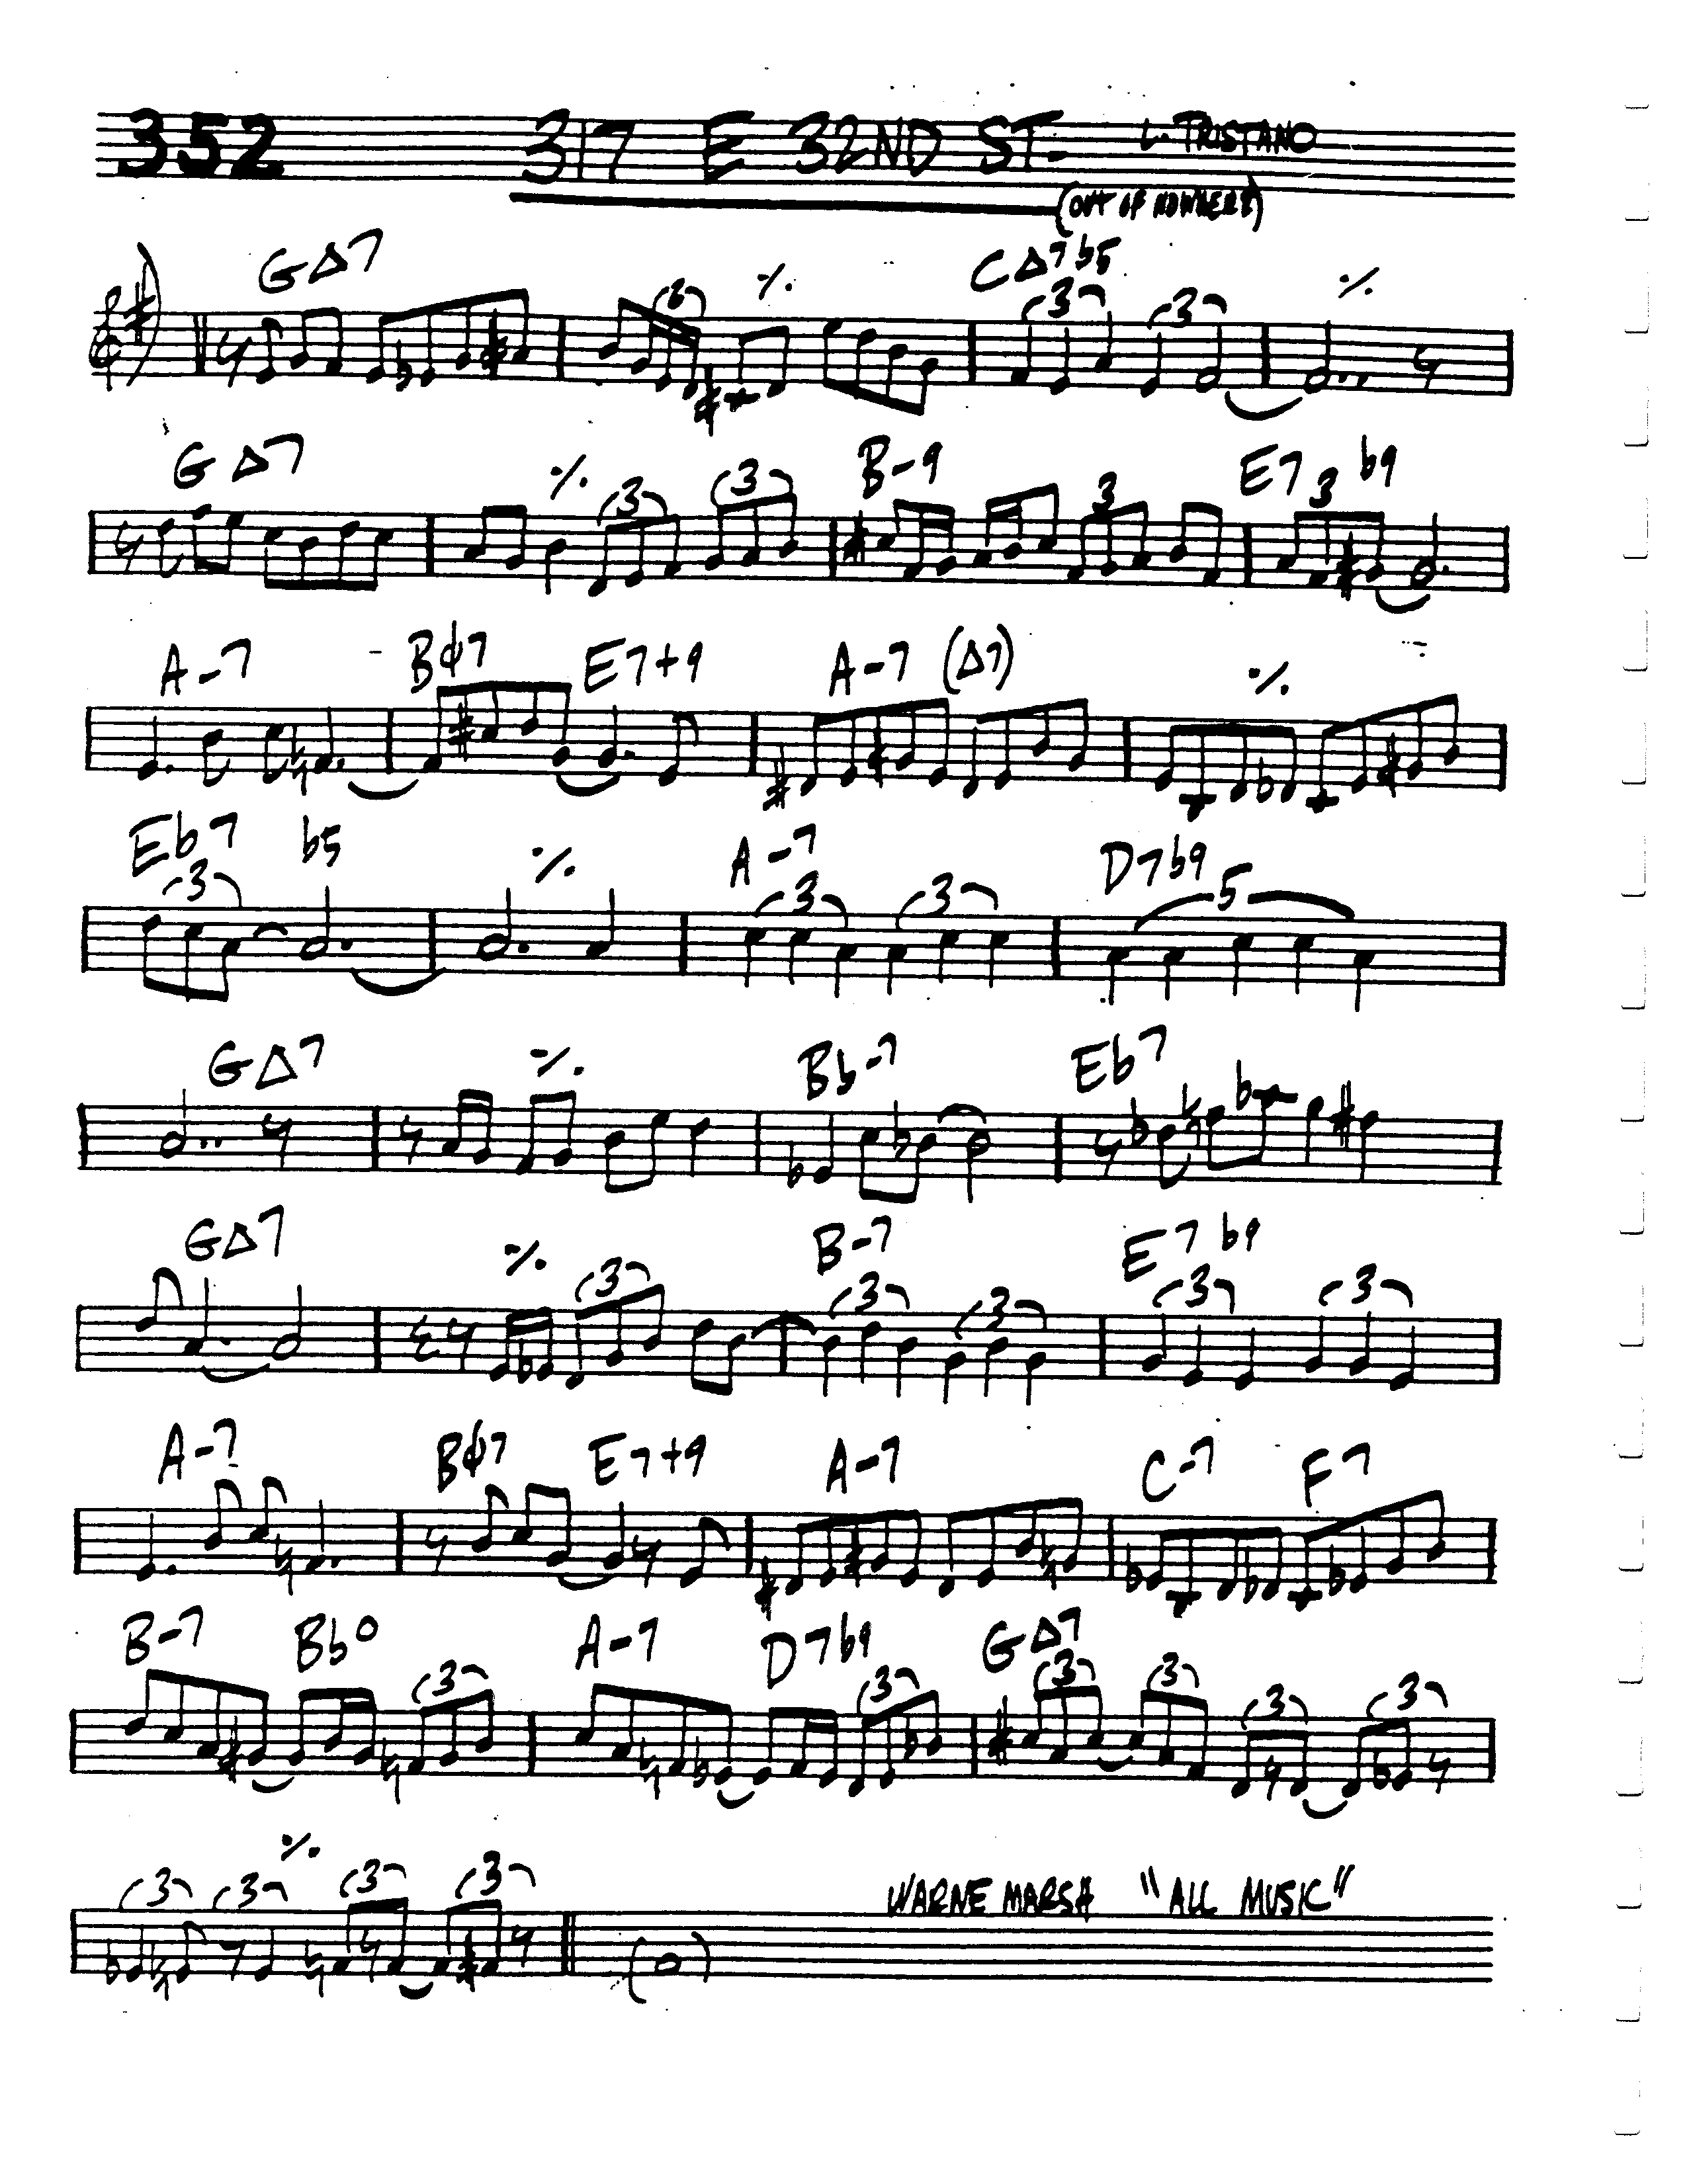 352 317 E 32ND ST. L. TRISTANO
(OUT OF NOWHERE)
GΔ7 ٪ CΔ7b5 ٪
3 3 3
GΔ7 ٪ B-9 E7 b9
3 3 3 3
A-7 Bφ7 E7+9 A-7 (Δ7) ٪
Eb7 b5 ٪ A-7 D7b9
3 3 3 5
GΔ7 ٪ Bb-7 Eb7
GΔ7 ٪ B-7 E7 b9
3 3 3 3 3
A-7 Bφ7 E7+9 A-7 C-7 F7
B-7 Bb° A-7 D7b9 GΔ7
3 3 3 3 3 3
٪
3 3 3 3
WARNE MARSH "ALL MUSIC"